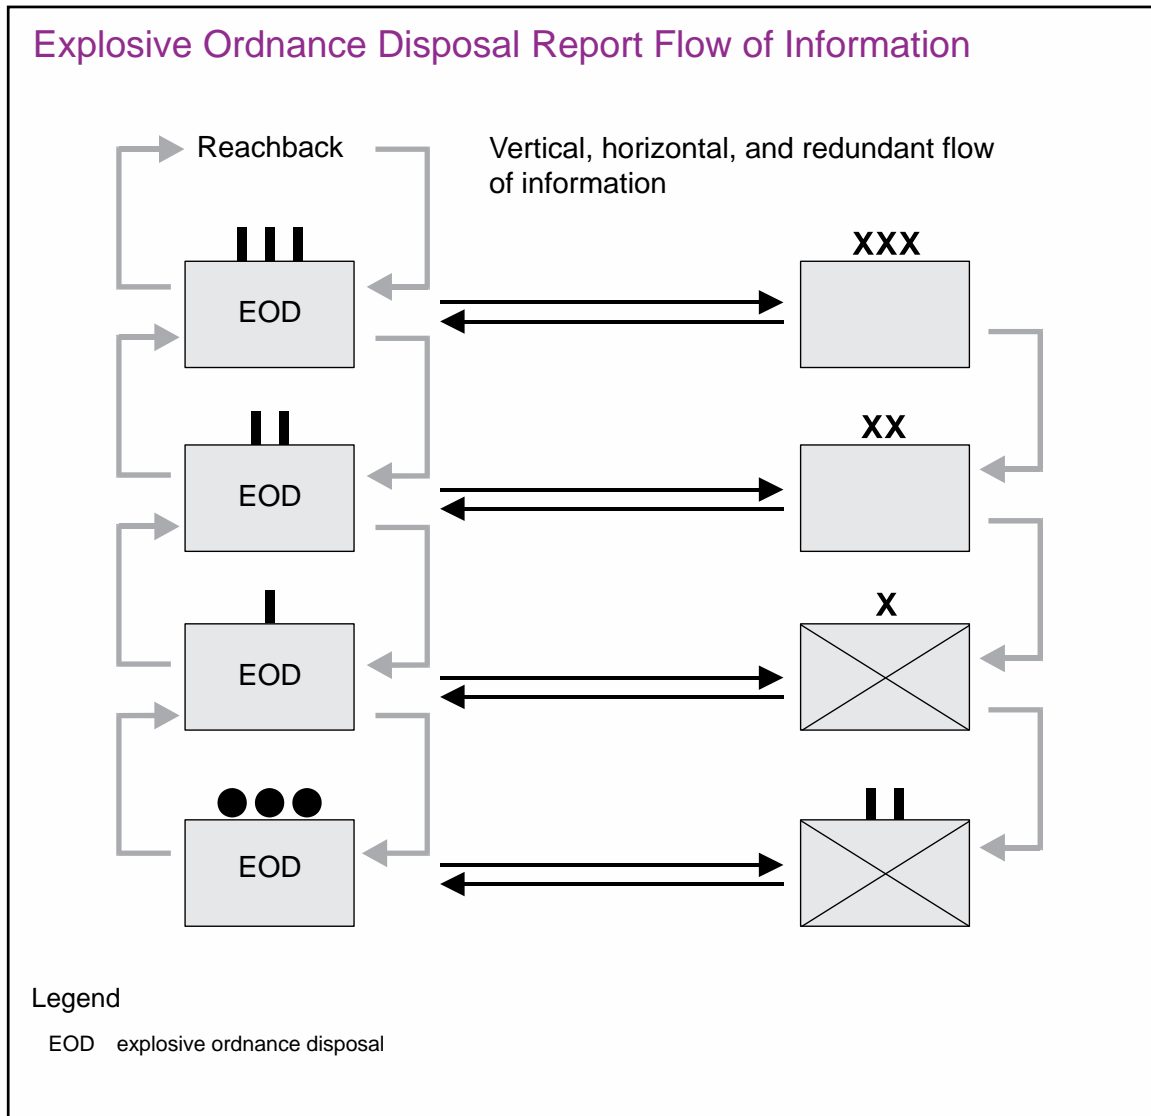 Explosive Ordnance Disposal Report Flow of Information
Reachback
Vertical, horizontal, and redundant flow
of information
XXX
EOD
XX
EOD
X
EOD
EOD
Legend
EOD explosive ordnance disposal